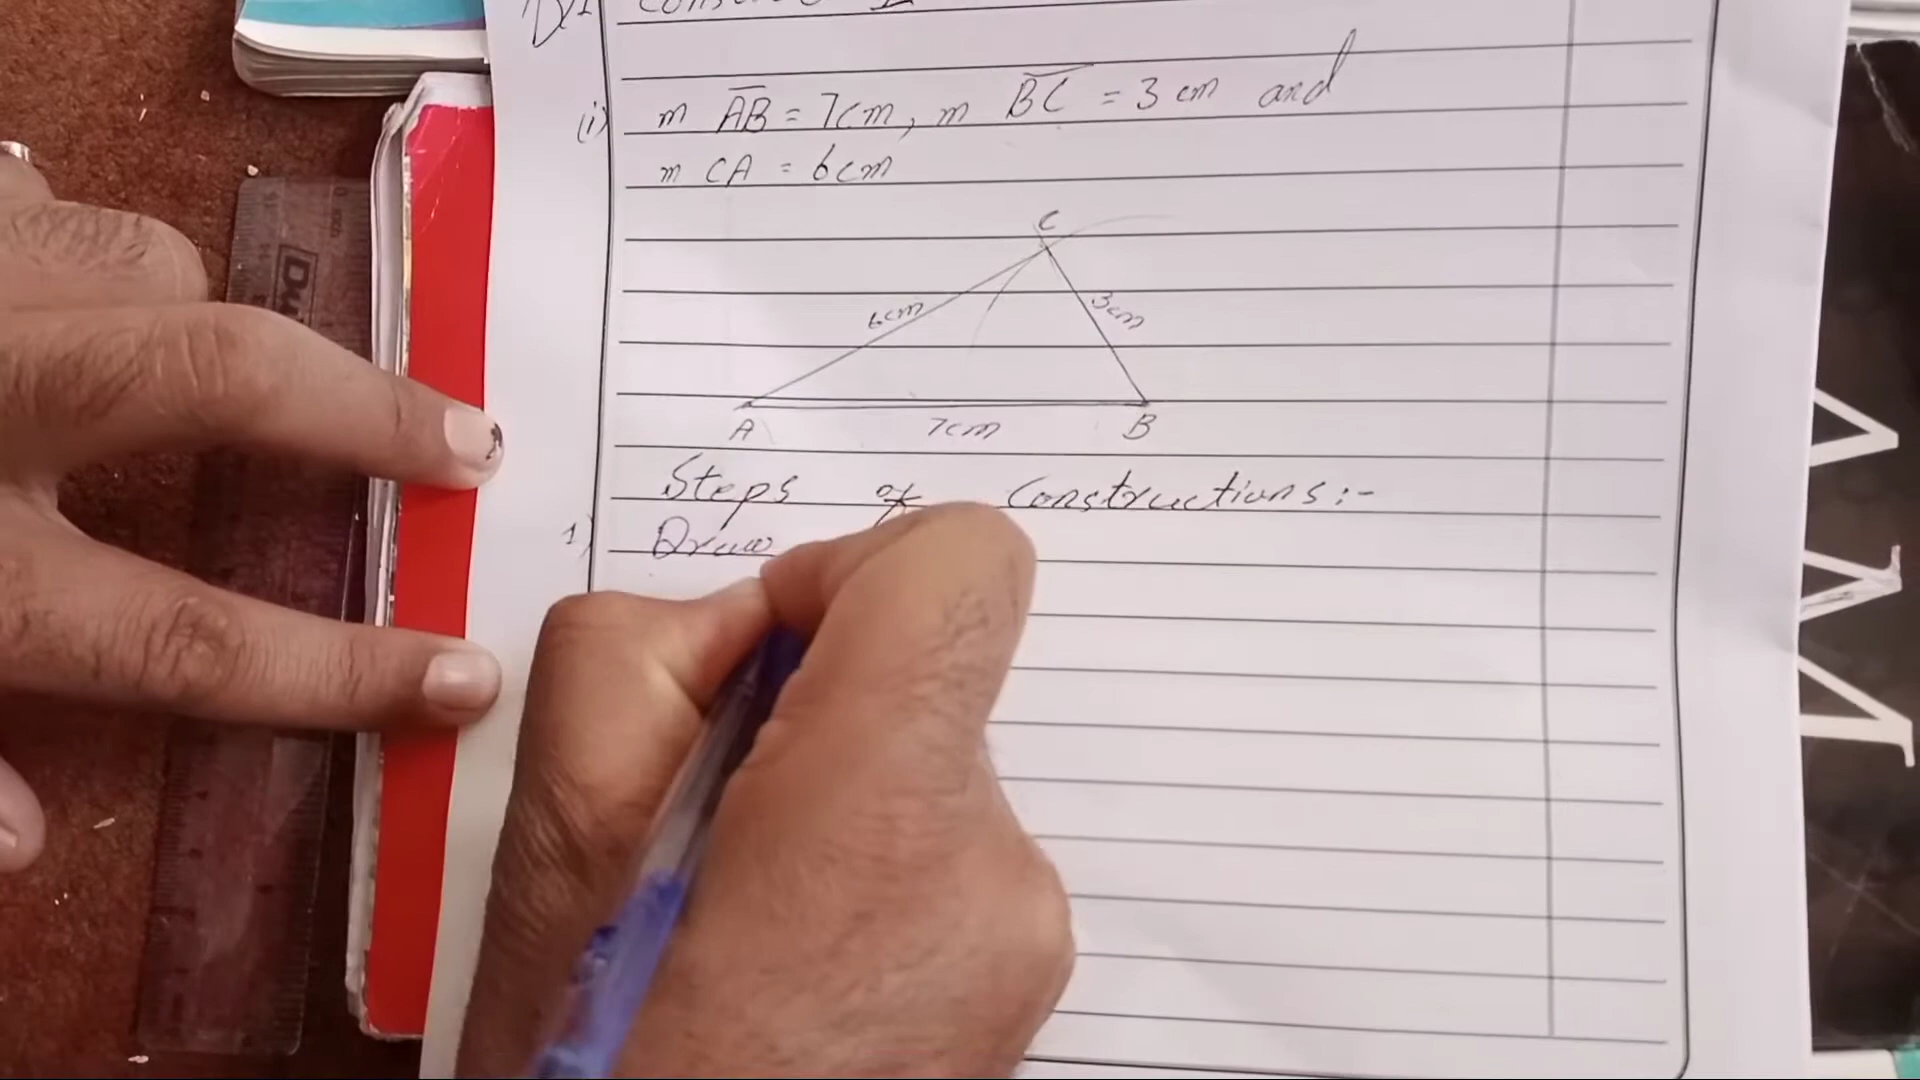 (i) m AB = 7cm, m BC = 3 cm and
m CA = 6cm
C
6cm 3cm
A 7cm B
Steps of Constructions:-
1) Draw